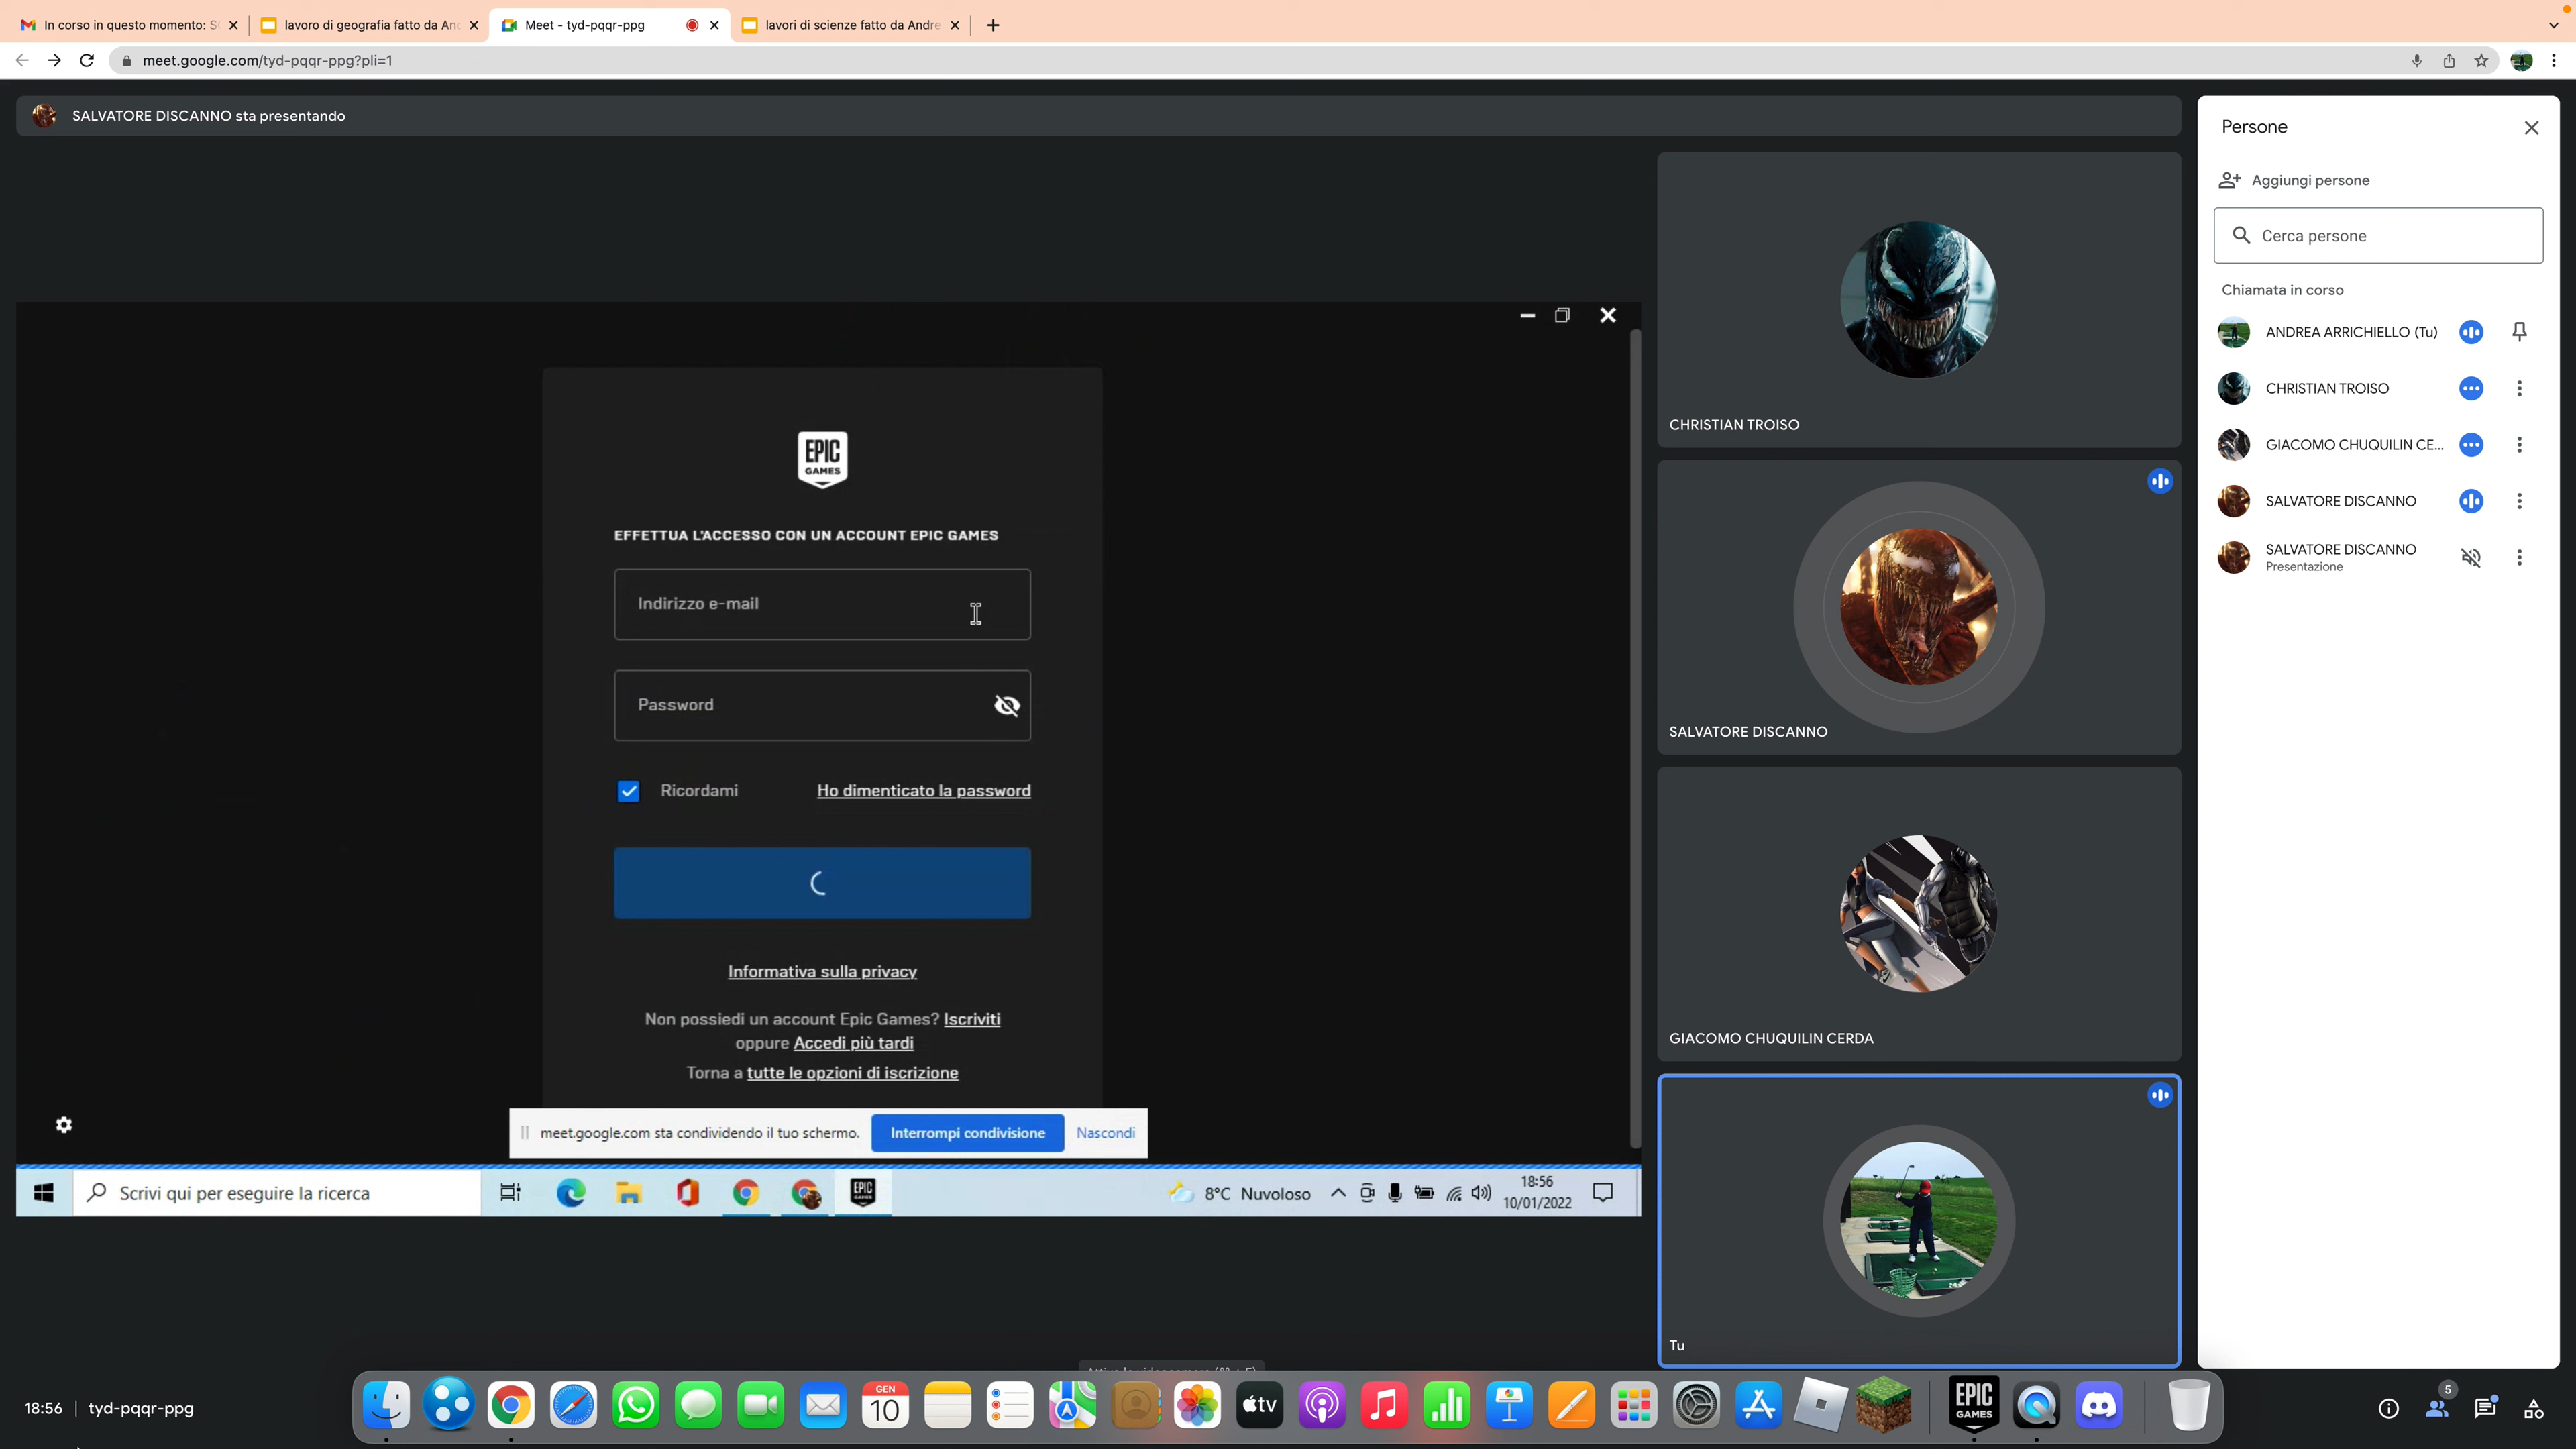 In corso in questo momento: S
lavoro di geografia fatto da And
Meet - tyd-pqqr-ppg
lavori di scienze fatto da Andre
meet.google.com/tyd-pqqr-ppg?pli=1
SALVATORE DISCANNO sta presentando
EPIC
GAMES
EFFETTUA L'ACCESSO CON UN ACCOUNT EPIC GAMES
Indirizzo e-mail
Password
Ricordami
Ho dimenticato la password
Informativa sulla privacy
Non possiedi un account Epic Games? Iscriviti
oppure Accedi più tardi
Torna a tutte le opzioni di iscrizione
meet.google.com sta condividendo il tuo schermo.
Interrompi condivisione
Nascondi
Scrivi qui per eseguire la ricerca
EPIC
GAMES
8°C Nuvoloso
18:56
10/01/2022
CHRISTIAN TROISO
SALVATORE DISCANNO
GIACOMO CHUQUILIN CERDA
Tu
Persone
Aggiungi persone
Cerca persone
Chiamata in corso
ANDREA ARRICHIELLO (Tu)
CHRISTIAN TROISO
GIACOMO CHUQUILIN CE...
SALVATORE DISCANNO
SALVATORE DISCANNO
Presentazione
18:56
tyd-pqqr-ppg
GEN
10
tv
EPIC
GAMES
5